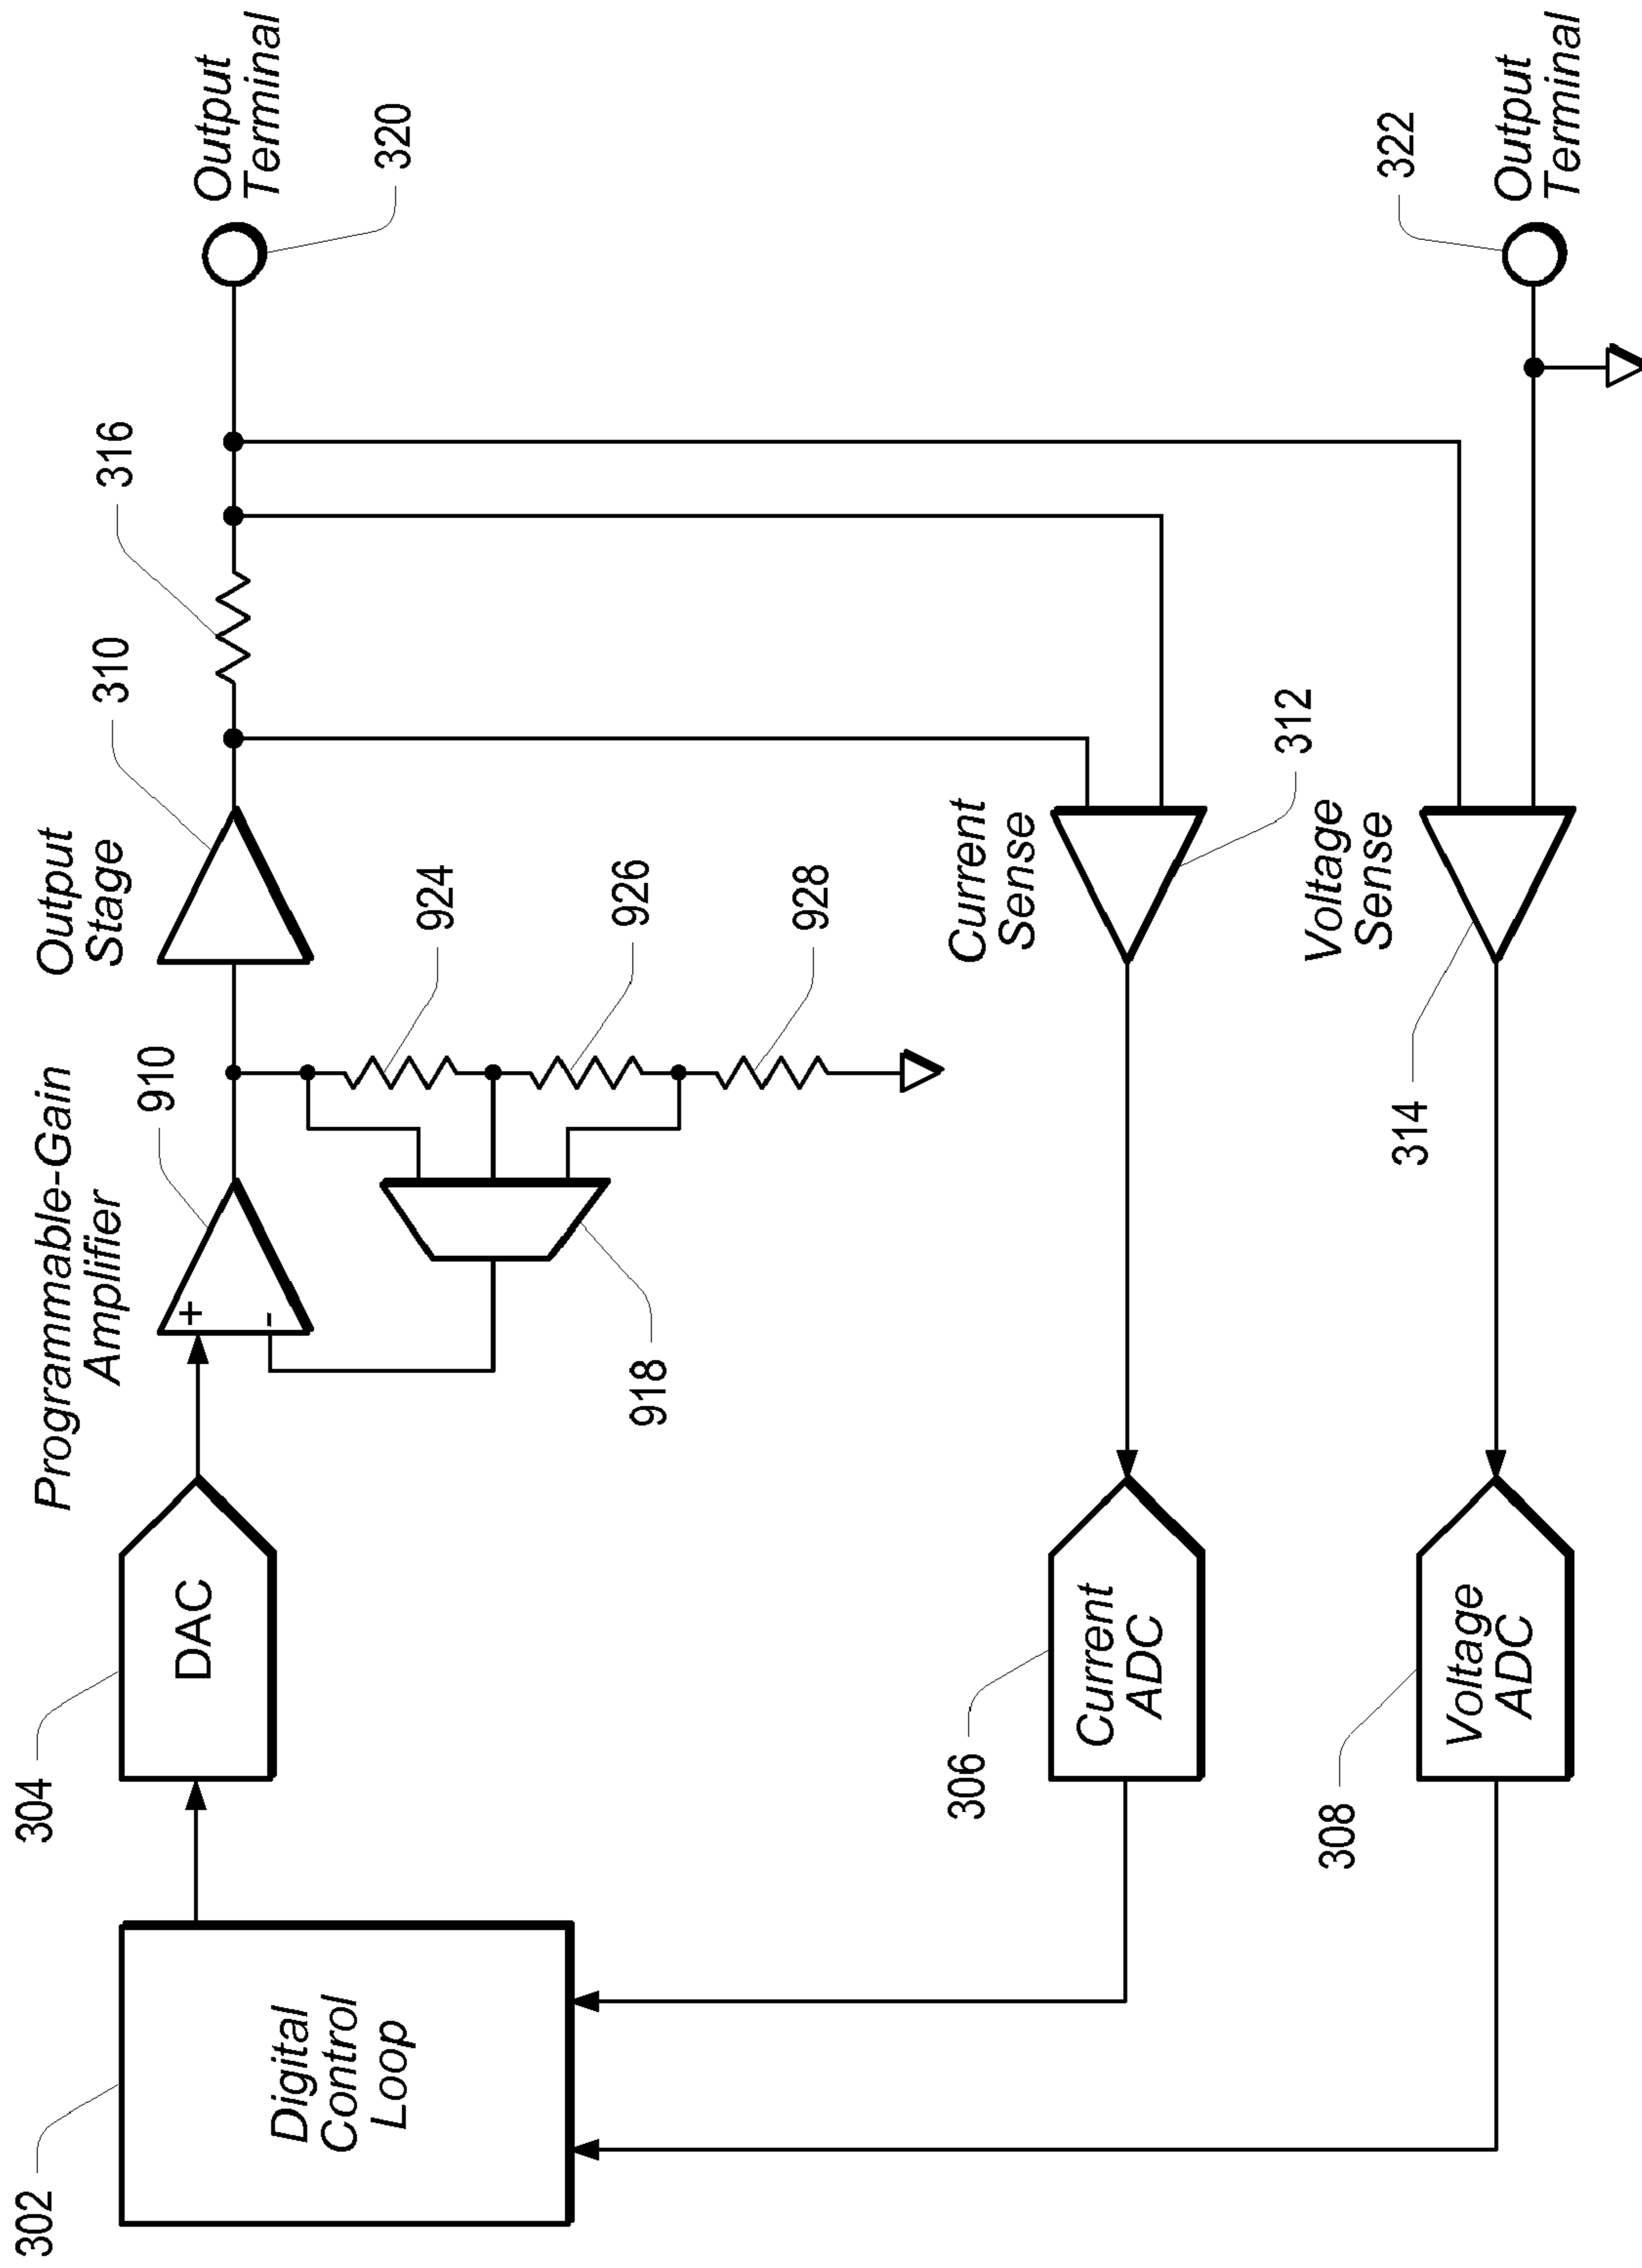 Programmable-Gain
Amplifier
Output
Stage
910
310
316
Output
Terminal
320
304
DAC
+
-
302
Digital
Control
Loop
924
926
928
918
Current
Sense
312
306
Current
ADC
Voltage
Sense
314
308
Voltage
ADC
322
Output
Terminal